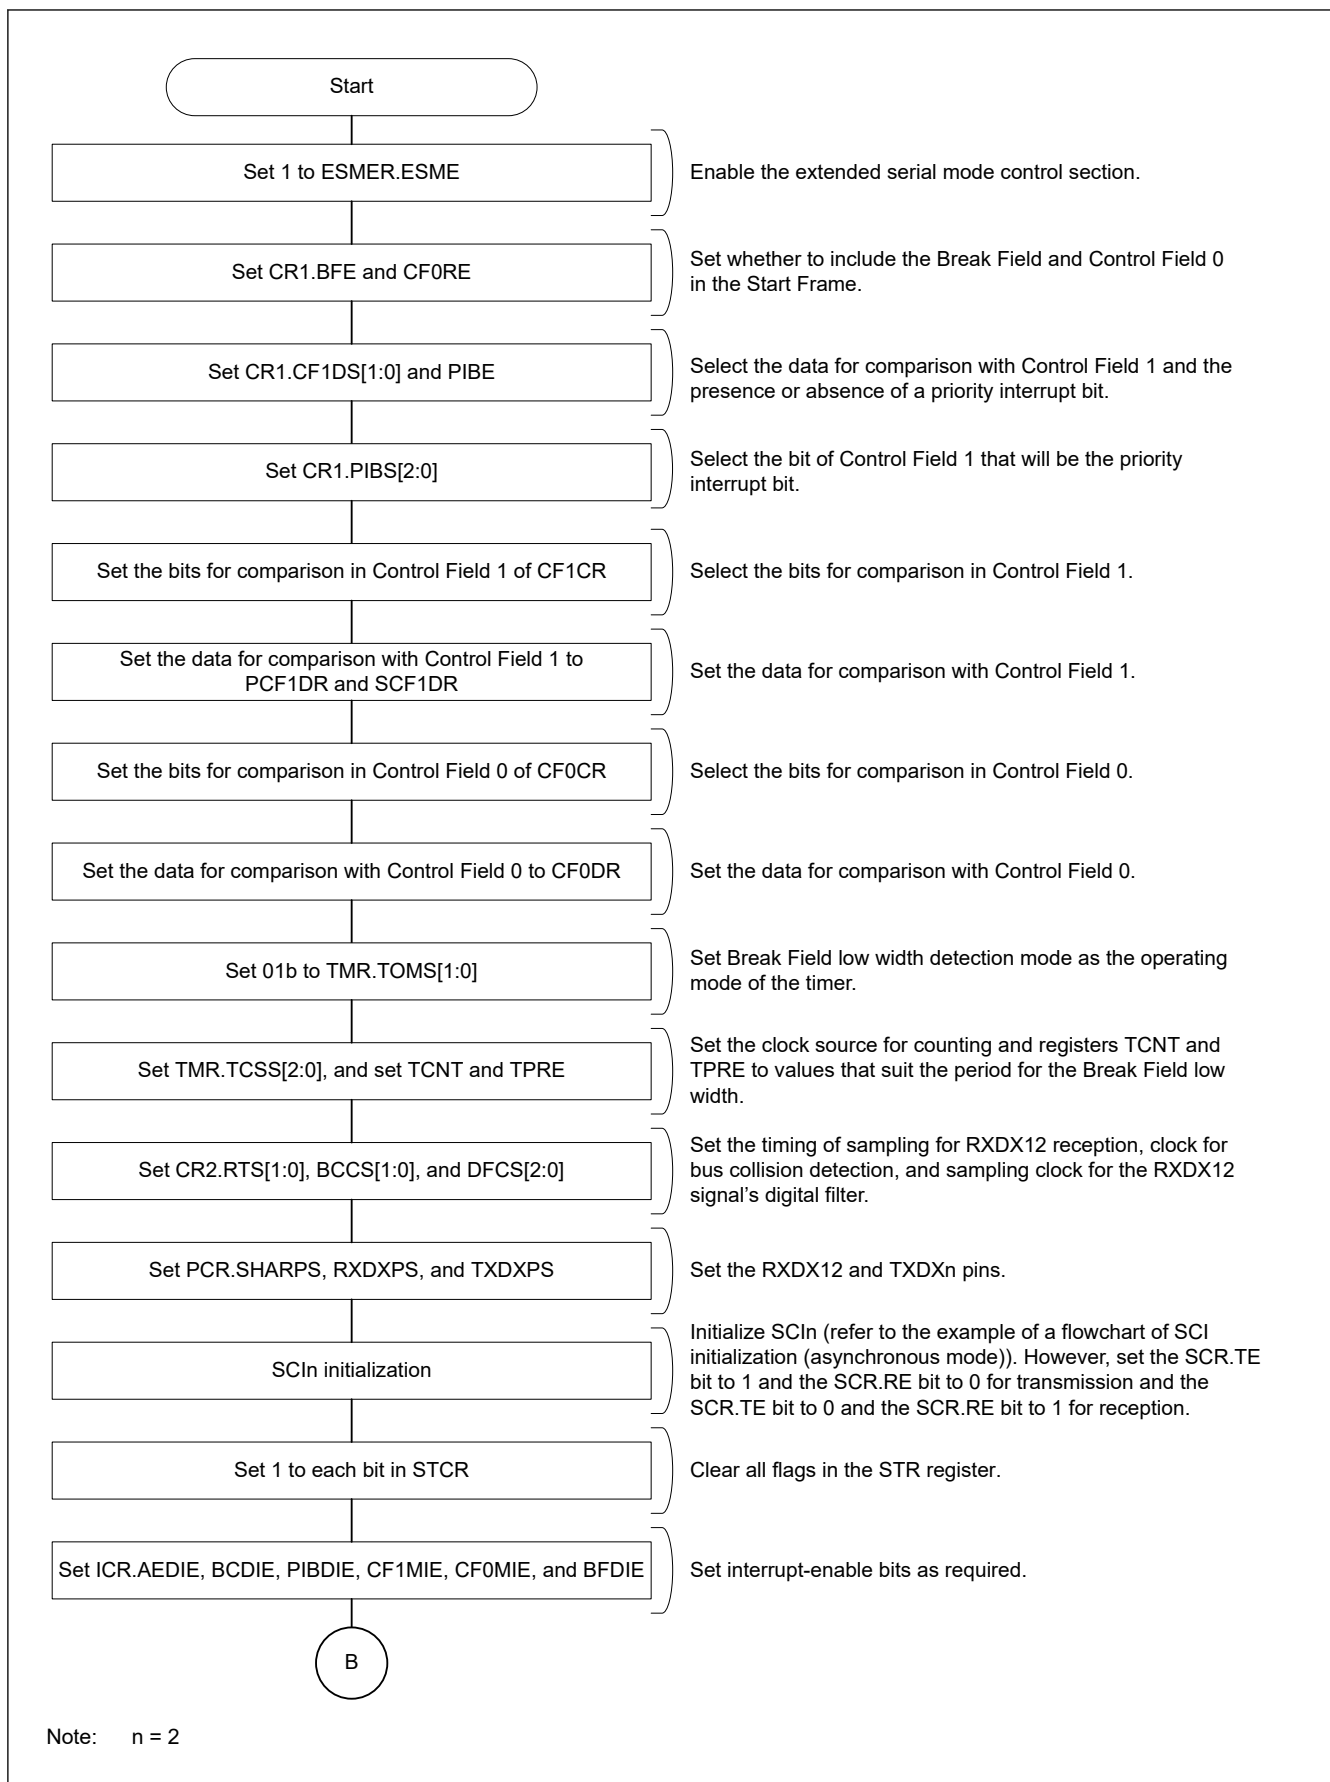 Start
Set 1 to ESMER.ESME
Enable the extended serial mode control section.
Set CR1.BFE and CF0RE
Set whether to include the Break Field and Control Field 0
in the Start Frame.
Set CR1.CF1DS[1:0] and PIBE
Select the data for comparison with Control Field 1 and the
presence or absence of a priority interrupt bit.
Set CR1.PIBS[2:0]
Select the bit of Control Field 1 that will be the priority
interrupt bit.
Set the bits for comparison in Control Field 1 of CF1CR
Select the bits for comparison in Control Field 1.
Set the data for comparison with Control Field 1 to
PCF1DR and SCF1DR
Set the data for comparison with Control Field 1.
Set the bits for comparison in Control Field 0 of CF0CR
Select the bits for comparison in Control Field 0.
Set the data for comparison with Control Field 0 to CF0DR
Set the data for comparison with Control Field 0.
Set 01b to TMR.TOMS[1:0]
Set Break Field low width detection mode as the operating
mode of the timer.
Set TMR.TCSS[2:0], and set TCNT and TPRE
Set the clock source for counting and registers TCNT and
TPRE to values that suit the period for the Break Field low
width.
Set CR2.RTS[1:0], BCCS[1:0], and DFCS[2:0]
Set the timing of sampling for RXDX12 reception, clock for
bus collision detection, and sampling clock for the RXDX12
signal’s digital filter.
Set PCR.SHARPS, RXDXPS, and TXDXPS
Set the RXDX12 and TXDXn pins.
SCIn initialization
Initialize SCIn (refer to the example of a flowchart of SCI
initialization (asynchronous mode)). However, set the SCR.TE
bit to 1 and the SCR.RE bit to 0 for transmission and the
SCR.TE bit to 0 and the SCR.RE bit to 1 for reception.
Set 1 to each bit in STCR
Clear all flags in the STR register.
Set ICR.AEDIE, BCDIE, PIBDIE, CF1MIE, CF0MIE, and BFDIE
Set interrupt-enable bits as required.
B
Note: n = 2